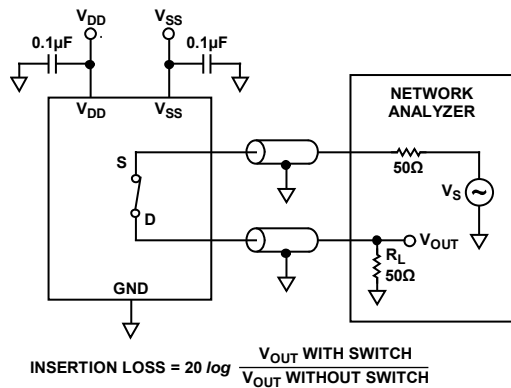 VDD
VSS
0.1µF
0.1µF
VDD
VSS
NETWORK
ANALYZER
S
50Ω
VS
D
VOUT
RL
50Ω
GND
INSERTION LOSS = 20 log VOUT WITH SWITCH
VOUT WITHOUT SWITCH